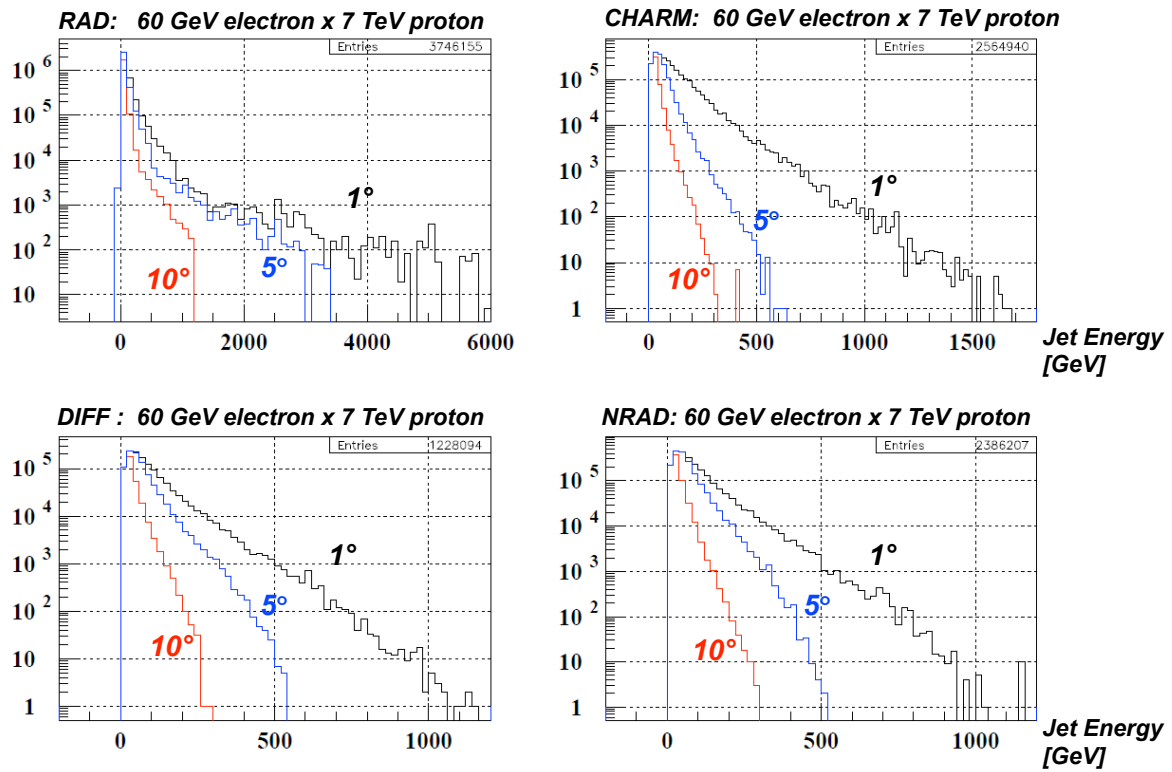 RAD: 60 GeV electron x 7 TeV proton
Entries 3746155
10^6
10^5
10^4
10^3
10^2
10
1°
5°
10°
0 2000 4000 6000
CHARM: 60 GeV electron x 7 TeV proton
Entries 2564940
10^5
10^4
10^3
10^2
10
1
1°
5°
10°
0 500 1000 1500
Jet Energy
[GeV]
DIFF : 60 GeV electron x 7 TeV proton
Entries 1228094
10^5
10^4
10^3
10^2
10
1
1°
5°
10°
0 500 1000
NRAD: 60 GeV electron x 7 TeV proton
Entries 2386207
10^5
10^4
10^3
10^2
10
1
1°
5°
10°
0 500 1000
Jet Energy
[GeV]